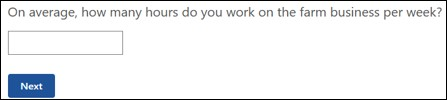 On average, how many hours do you work on the farm business per week?
Next